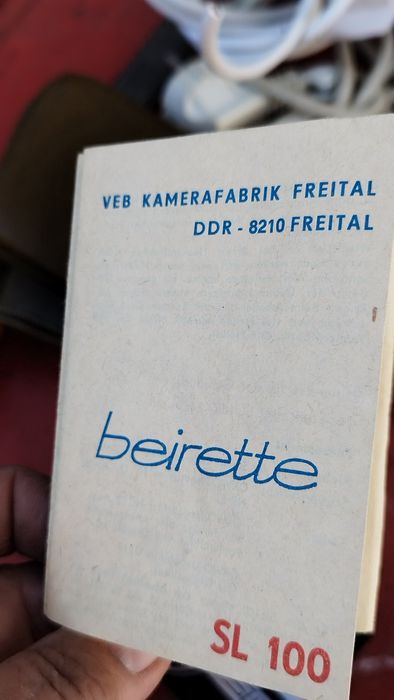 VEB KAMERAFABRIK FREITAL
DDR - 8210 FREITAL
beirette
SL 100